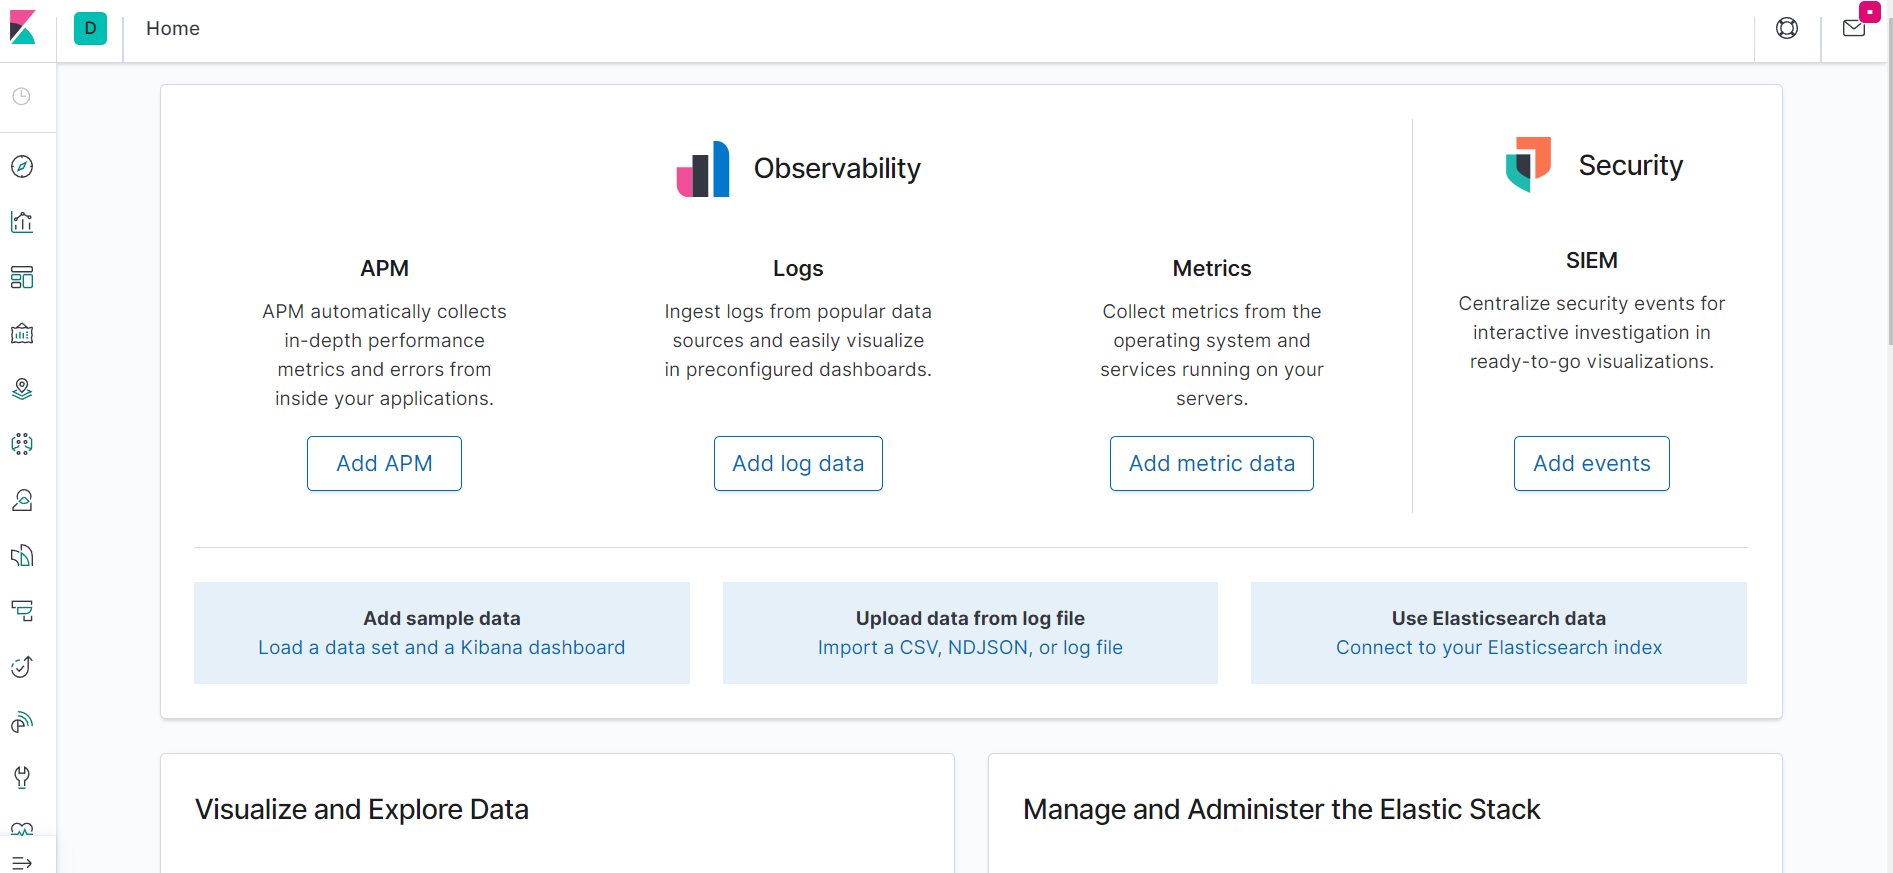 D
Home
Observability
Security
APM
APM automatically collects
in-depth performance
metrics and errors from
inside your applications.
Add APM
Logs
Ingest logs from popular data
sources and easily visualize
in preconfigured dashboards.
Add log data
Metrics
Collect metrics from the
operating system and
services running on your
servers.
Add metric data
SIEM
Centralize security events for
interactive investigation in
ready-to-go visualizations.
Add events
Add sample data
Load a data set and a Kibana dashboard
Upload data from log file
Import a CSV, NDJSON, or log file
Use Elasticsearch data
Connect to your Elasticsearch index
Visualize and Explore Data
Manage and Administer the Elastic Stack